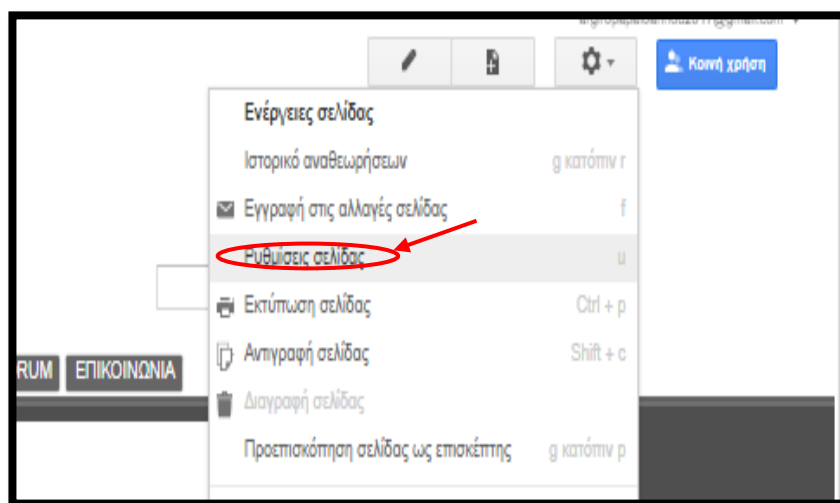 Κοινή χρήση
Ενέργειες σελίδας
Ιστορικό αναθεωρήσεων g κατόπιν r
Εγγραφή στις αλλαγές σελίδας f
Ρυθμίσεις σελίδας u
Εκτύπωση σελίδας Ctrl + p
Αντιγραφή σελίδας Shift + c
RUM ΕΠΙΚΟΙΝΩΝΙΑ
Διαγραφή σελίδας
Προεπισκόπηση σελίδας ως επισκέπτης g κατόπιν p